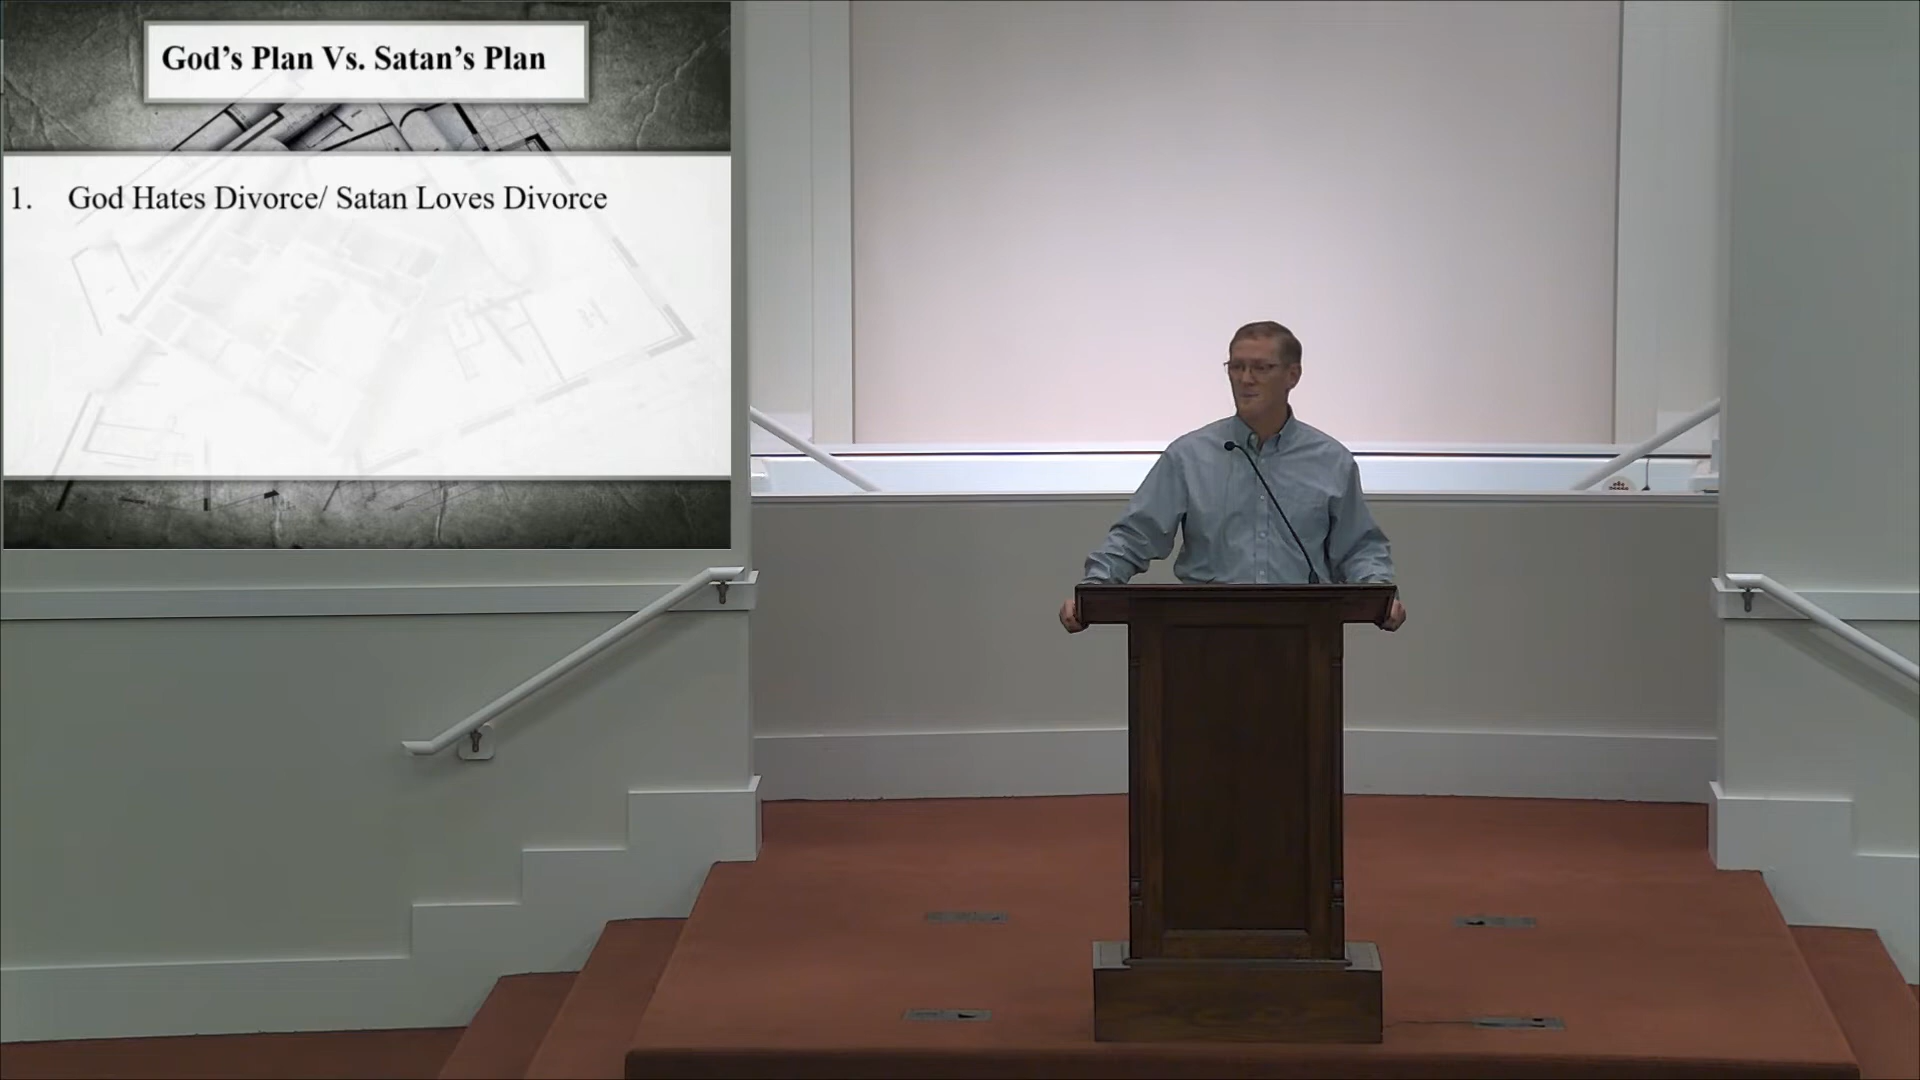 God's Plan Vs. Satan's Plan
1. God Hates Divorce/ Satan Loves Divorce